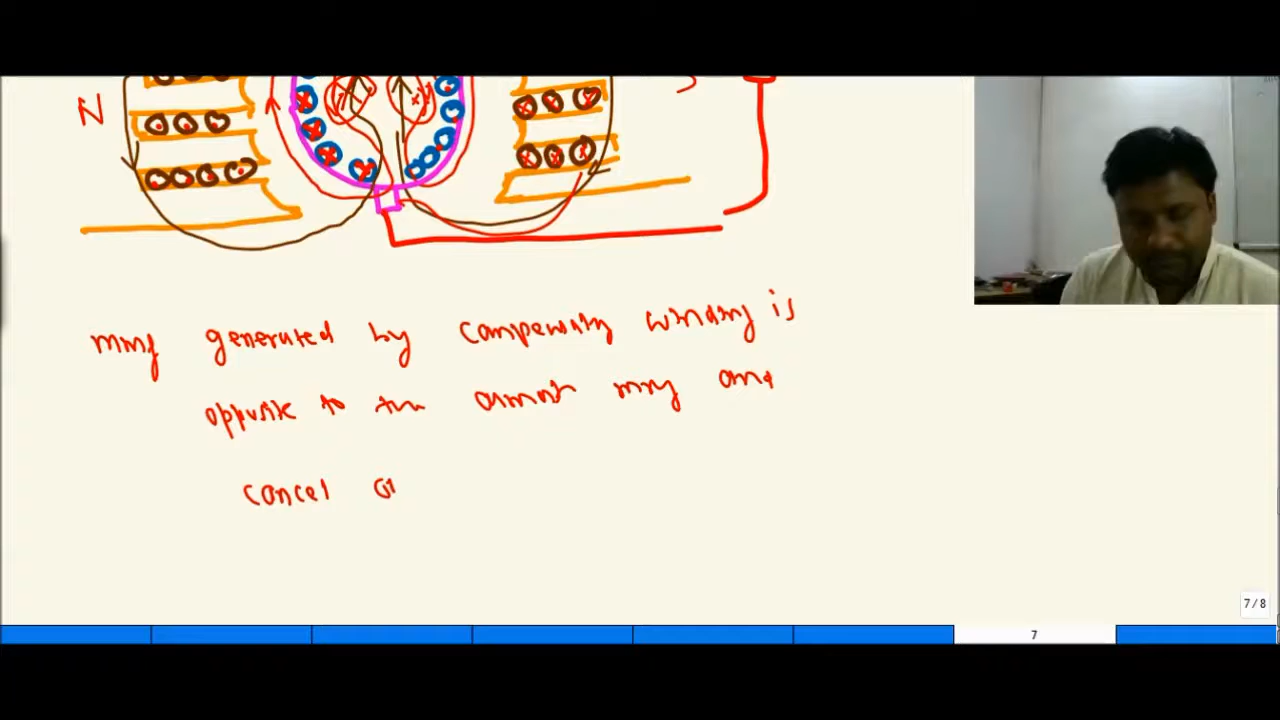 N
S
mmf generated by compensating winding is
opposite to the armature mmf and
cancel
7/8
7